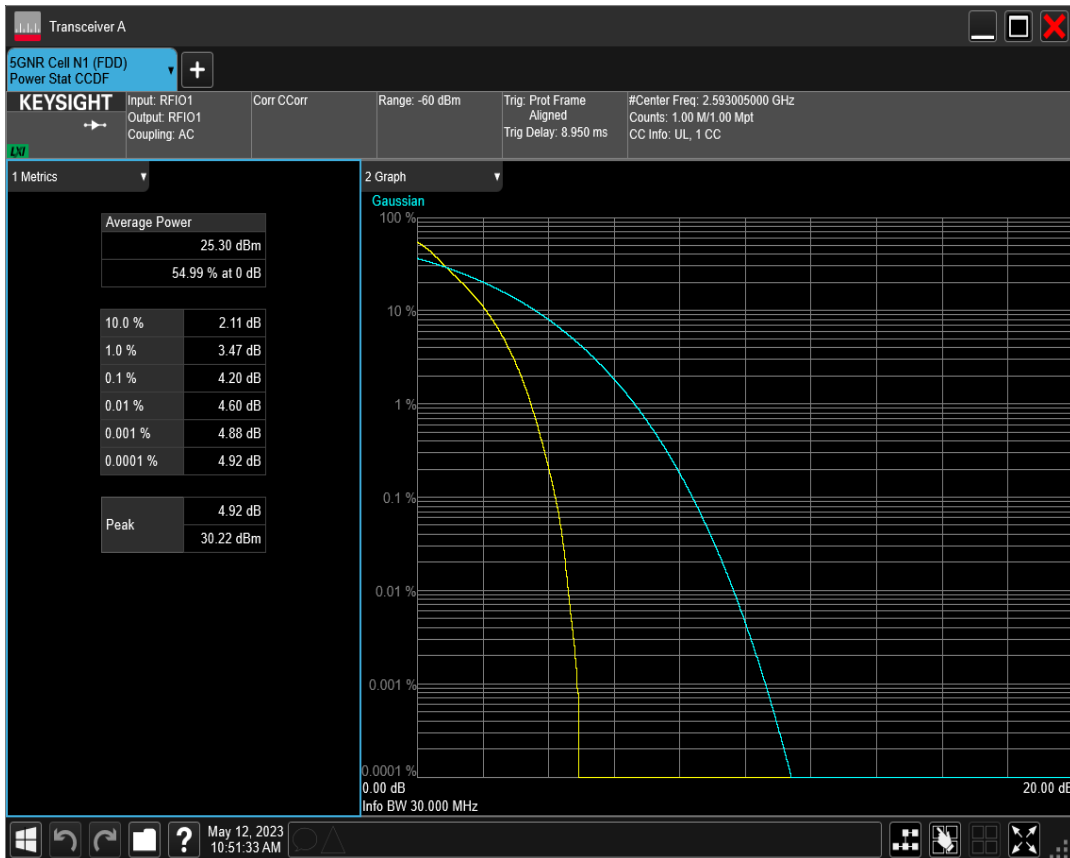 Transceiver A
5GNR Cell N1 (FDD)
Power Stat CCDF
+
KEYSIGHT
LXI
Input: RFIO1
Output: RFIO1
Coupling: AC
Corr CCorr
Range: -60 dBm
Trig: Prot Frame
Aligned
Trig Delay: 8.950 ms
#Center Freq: 2.593005000 GHz
Counts: 1.00 M/1.00 Mpt
CC Info: UL, 1 CC
1 Metrics
Average Power
25.30 dBm
54.99 % at 0 dB
10.0 % 2.11 dB
1.0 % 3.47 dB
0.1 % 4.20 dB
0.01 % 4.60 dB
0.001 % 4.88 dB
0.0001 % 4.92 dB
Peak
4.92 dB
30.22 dBm
2 Graph
Gaussian
100 %
10 %
1 %
0.1 %
0.01 %
0.001 %
0.0001 %
0.00 dB 20.00 dB
Info BW 30.000 MHz
?
May 12, 2023
10:51:33 AM